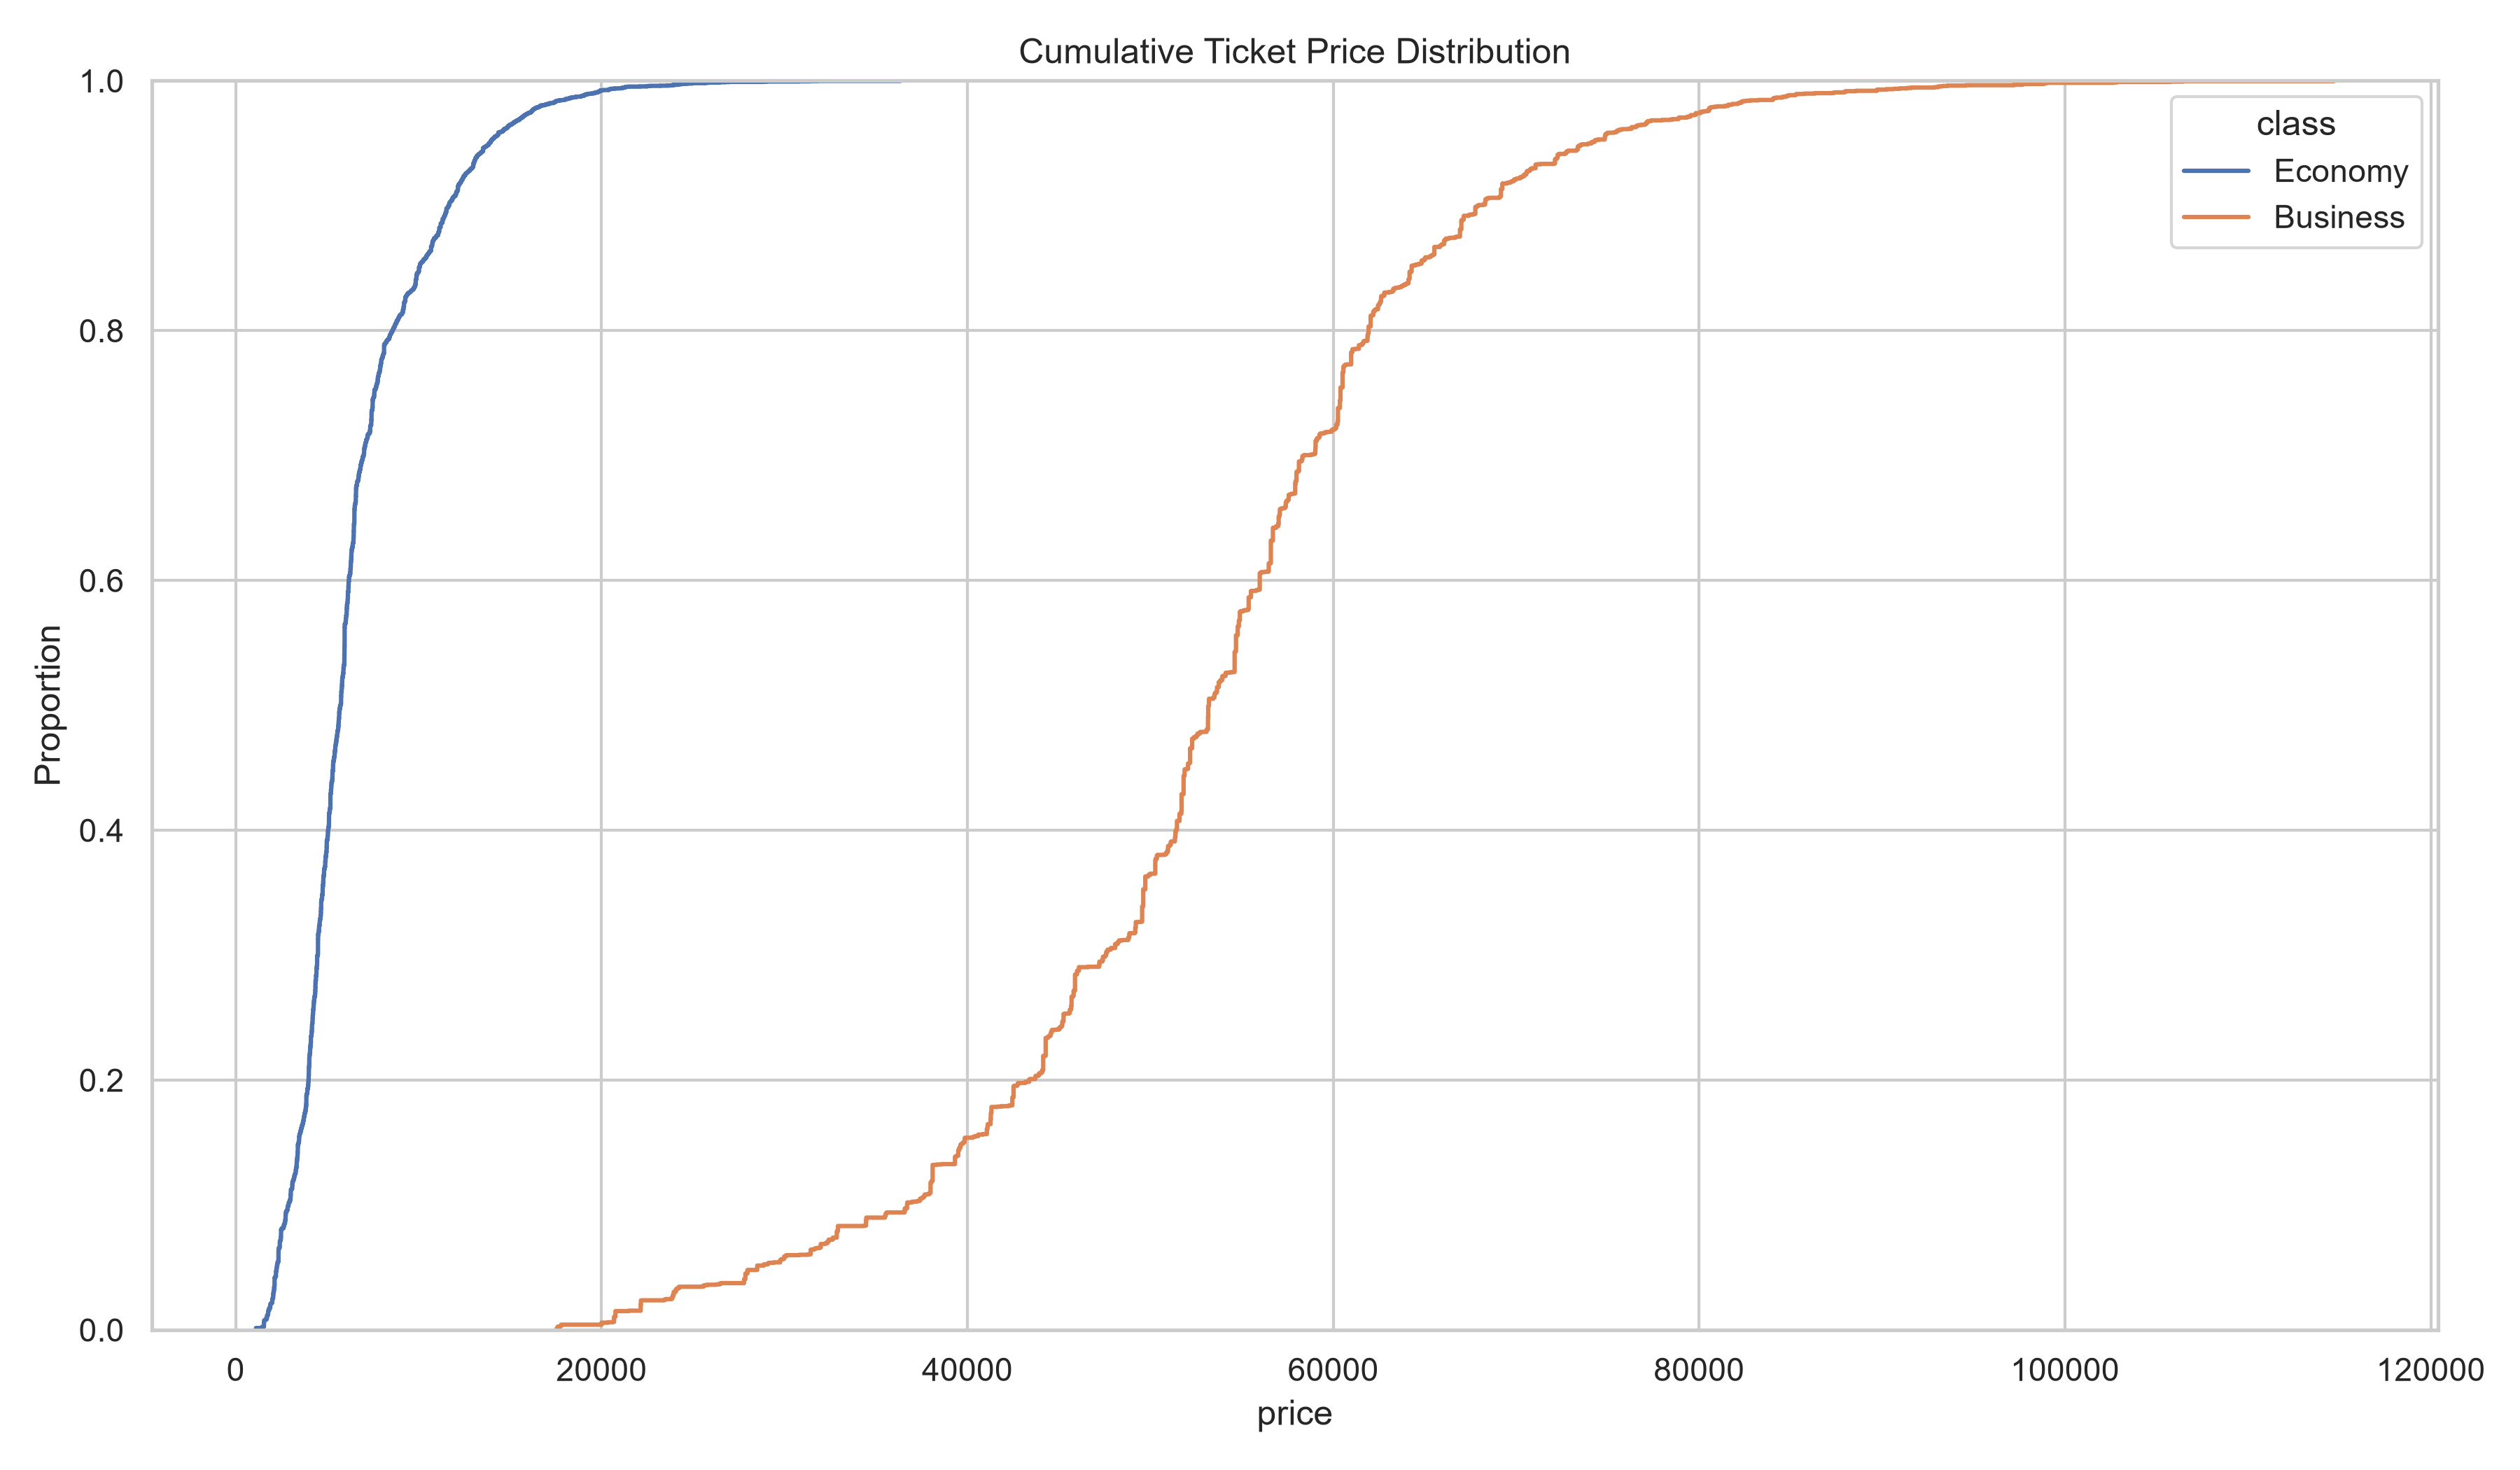 Cumulative Ticket Price Distribution
1.0
0.8
0.6
0.4
0.2
0.0
Proportion
class
Economy
Business
0 20000 40000 60000 80000 100000 120000
price